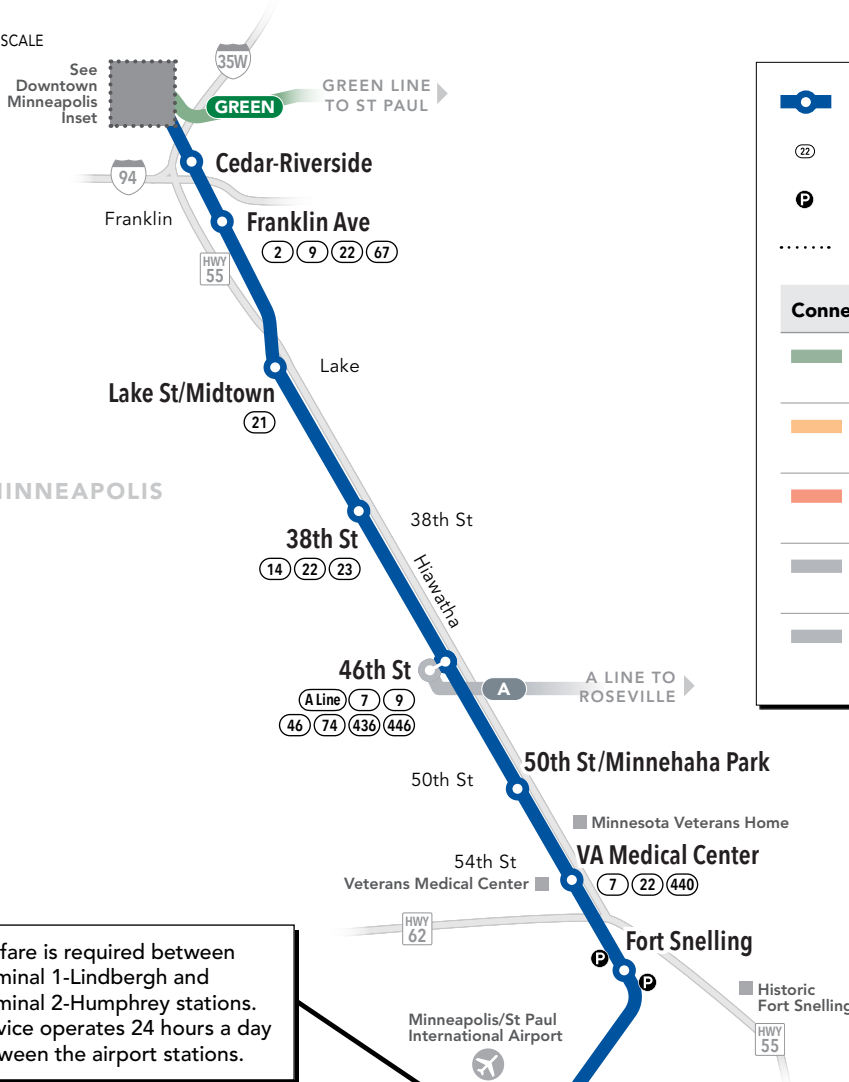 SCALE
35W
See
Downtown
Minneapolis
Inset
GREEN
GREEN LINE
TO ST PAUL
94
Cedar-Riverside
Franklin
Franklin Ave
2 9 22 67
HWY
55
Lake
Lake St/Midtown
21
MINNEAPOLIS
38th St
38th St
14 22 23
Hiawatha
46th St
A Line 7 9
46 74 436 446
A
A LINE TO
ROSEVILLE
50th St/Minnehaha Park
50th St
Minnesota Veterans Home
54th St
VA Medical Center
Veterans Medical Center
7 22 440
HWY
62
Fort Snelling
P
P
Historic
Fort Snelling
HWY
55
Minneapolis/St Paul
International Airport
fare is required between
minal 1-Lindbergh and
minal 2-Humphrey stations.
vice operates 24 hours a day
ween the airport stations.
22
P
Conne